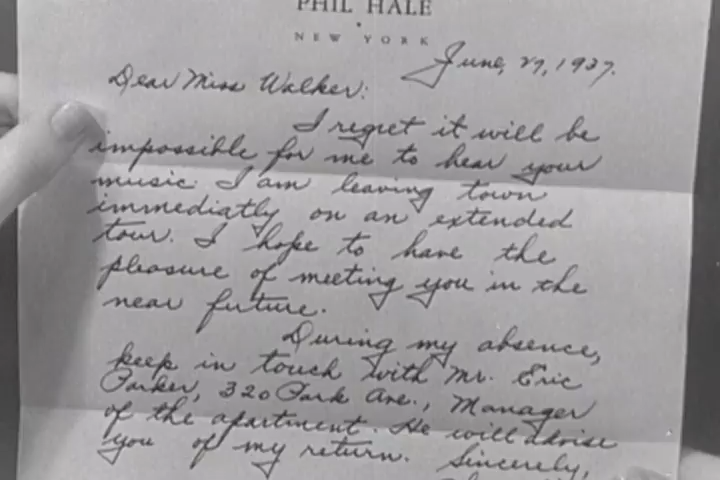 PHIL HALE
NEW YORK
June, 27, 1937.
Dear Miss Walker:
I regret it will be
impossible for me to hear your
music. I am leaving town
immediatly on an extended
tour. I hope to have the
pleasure of meeting you in the
near future.
During my absence,
keep in touch with Mr. Eric
Parker, 320 Park Ave., Manager
of the apartment. He will advise
you of my return. Sincerely,